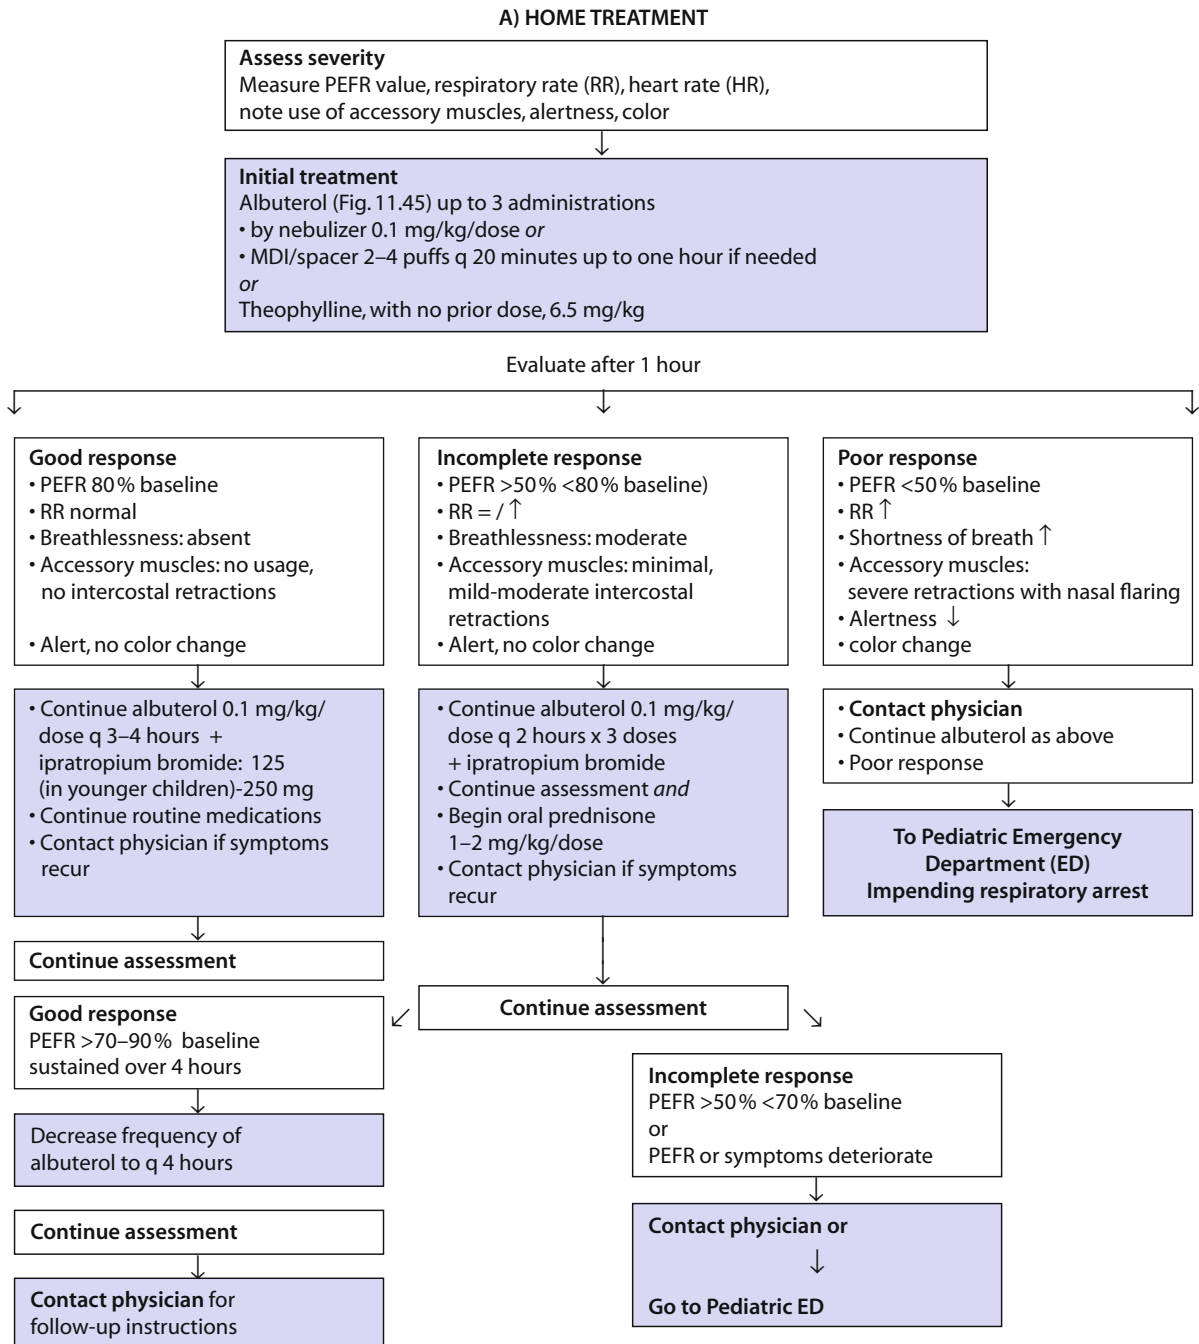 A) HOME TREATMENT
Assess severity
Measure PEFR value, respiratory rate (RR), heart rate (HR),
note use of accessory muscles, alertness, color
Initial treatment
Albuterol (Fig. 11.45) up to 3 administrations
• by nebulizer 0.1 mg/kg/dose or
• MDI/spacer 2–4 puffs q 20 minutes up to one hour if needed
or
Theophylline, with no prior dose, 6.5 mg/kg
Evaluate after 1 hour
Good response
• PEFR 80% baseline
• RR normal
• Breathlessness: absent
• Accessory muscles: no usage,
no intercostal retractions
• Alert, no color change
Incomplete response
• PEFR >50% <80% baseline)
• RR = / ↑
• Breathlessness: moderate
• Accessory muscles: minimal,
mild-moderate intercostal
retractions
• Alert, no color change
Poor response
• PEFR <50% baseline
• RR ↑
• Shortness of breath ↑
• Accessory muscles:
severe retractions with nasal flaring
• Alertness ↓
• color change
• Continue albuterol 0.1 mg/kg/
dose q 3–4 hours +
ipratropium bromide: 125
(in younger children)-250 mg
• Continue routine medications
• Contact physician if symptoms
recur
• Continue albuterol 0.1 mg/kg/
dose q 2 hours x 3 doses
+ ipratropium bromide
• Continue assessment and
• Begin oral prednisone
1–2 mg/kg/dose
• Contact physician if symptoms
recur
• Contact physician
• Continue albuterol as above
• Poor response
To Pediatric Emergency
Department (ED)
Impending respiratory arrest
Continue assessment
Good response
PEFR >70–90% baseline
sustained over 4 hours
Continue assessment
Incomplete response
PEFR >50% <70% baseline
or
PEFR or symptoms deteriorate
Decrease frequency of
albuterol to q 4 hours
Continue assessment
Contact physician for
follow-up instructions
Contact physician or
↓
Go to Pediatric ED